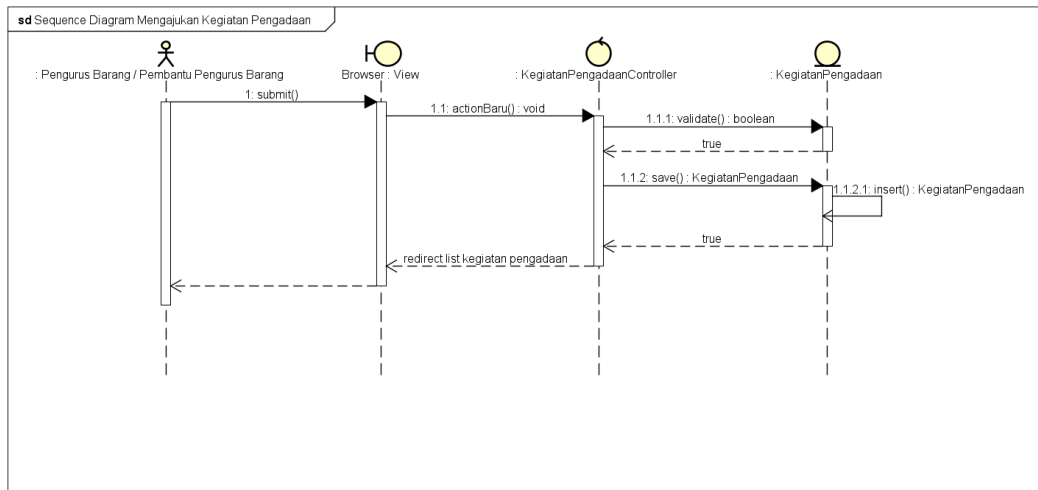 sd Sequence Diagram Mengajukan Kegiatan Pengadaan
: Pengurus Barang / Pembantu Pengurus Barang
Browser : View
: KegiatanPengadaanController
: KegiatanPengadaan
1: submit()
1.1: actionBaru() : void
1.1.1: validate() : boolean
true
1.1.2: save() : KegiatanPengadaan
1.1.2.1: insert() : KegiatanPengadaan
true
redirect list kegiatan pengadaan